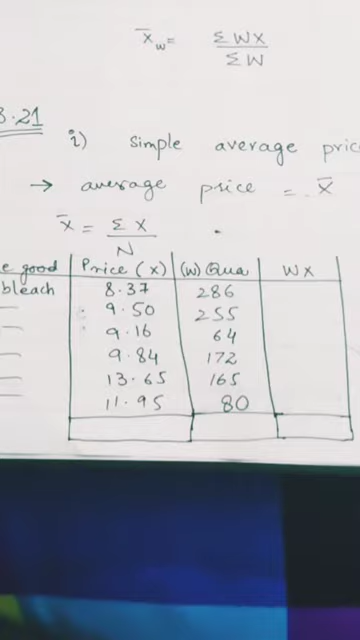 x̄w = ΣWX
ΣW
3.21
i) simple average price
→ average price = x̄
x̄ = ΣX
N
e good Price (X) (W) Qua WX
bleach 8.37 286
9.50 255
9.16 64
9.84 172
13.65 165
11.95 80